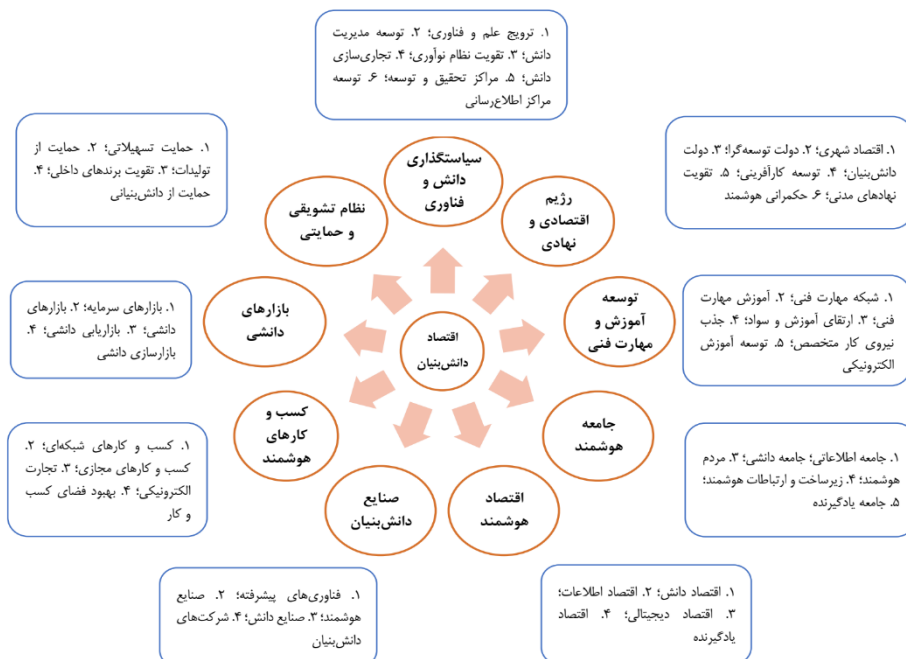 ۱. ترویج علم و فناوری؛ ۲. توسعه مدیریت
دانش؛ ۳. تقویت نظام نوآوری؛ ۴. تجاری‌سازی
دانش؛ ۵. مراکز تحقیق و توسعه؛ ۶. توسعه
مراکز اطلاع‌رسانی
۱. اقتصاد شهری؛ ۲. دولت توسعه‌گرا؛ ۳. دولت
دانش‌بنیان؛ ۴. توسعه کارآفرینی؛ ۵. تقویت
نهادهای مدنی؛ ۶. حکمرانی هوشمند
۱. حمایت تسهیلاتی؛ ۲. حمایت از
تولیدات؛ ۳. تقویت برندهای داخلی؛ ۴.
حمایت از دانش‌بنیانی
سیاستگذاری
دانش و
فناوری
رژیم
اقتصادی و
نهادی
نظام تشویقی
و حمایتی
۱. شبکه مهارت فنی؛ ۲. آموزش مهارت
فنی؛ ۳. ارتقای آموزش و سواد؛ ۴. جذب
نیروی کار متخصص؛ ۵. توسعه آموزش
الکترونیکی
توسعه
آموزش و
مهارت فنی
بازارهای
دانشی
۱. بازارهای سرمایه؛ ۲. بازارهای
دانشی؛ ۳. بازاریابی دانشی؛ ۴.
بازارسازی دانشی
اقتصاد
دانش‌بنیان
جامعه
هوشمند
کسب و
کارهای
هوشمند
۱. جامعه اطلاعاتی؛ جامعه دانشی؛ ۳. مردم
هوشمند؛ ۴. زیرساخت و ارتباطات هوشمند؛
۵. جامعه یادگیرنده
۱. کسب و کارهای شبکه‌ای؛ ۲.
کسب و کارهای مجازی؛ ۳. تجارت
الکترونیکی؛ ۴. بهبود فضای کسب
و کار
اقتصاد
هوشمند
صنایع
دانش‌بنیان
۱. اقتصاد دانش؛ ۲. اقتصاد اطلاعات؛
۳. اقتصاد دیجیتالی؛ ۴. اقتصاد
یادگیرنده
۱. فناوری‌های پیشرفته؛ ۲. صنایع
هوشمند؛ ۳. صنایع دانش؛ ۴. شرکت‌های
دانش‌بنیان